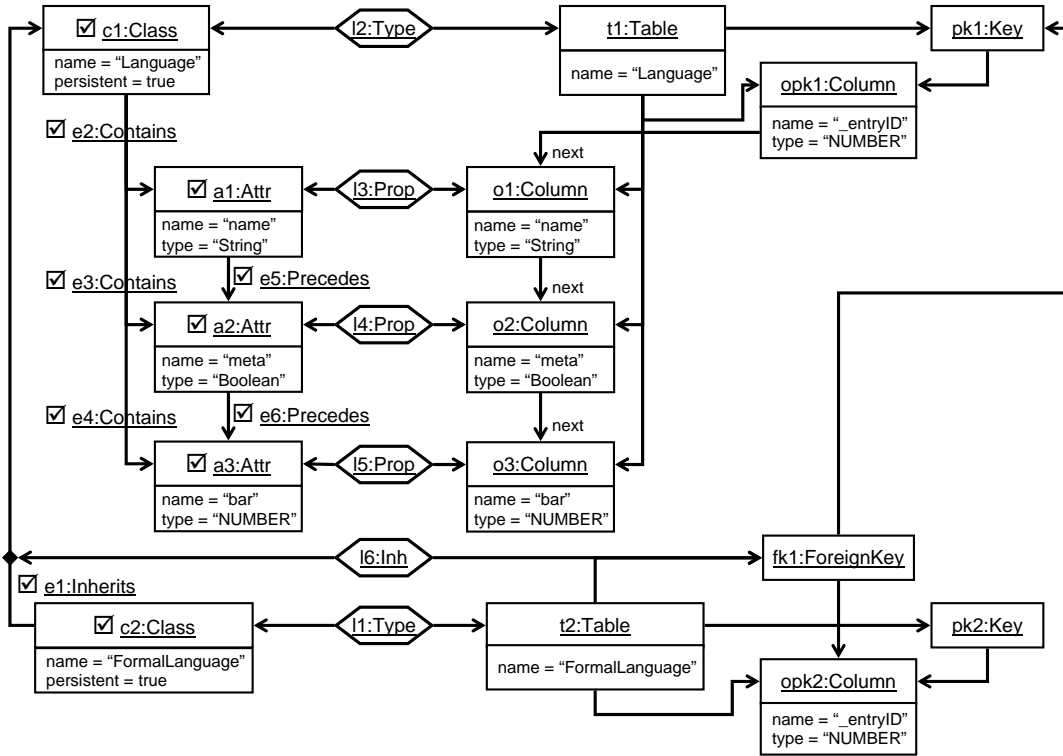 ☑ c1:Class
l2:Type
t1:Table
pk1:Key
name = “Language”
persistent = true
name = “Language”
opk1:Column
name = “_entryID”
type = “NUMBER”
☑ e2:Contains
next
☑ a1:Attr
l3:Prop
o1:Column
name = “name”
type = “String”
name = “name”
type = “String”
☑ e3:Contains
☑ e5:Precedes
next
☑ a2:Attr
l4:Prop
o2:Column
name = “meta”
type = “Boolean”
name = “meta”
type = “Boolean”
☑ e4:Contains
☑ e6:Precedes
next
☑ a3:Attr
l5:Prop
o3:Column
name = “bar”
type = “NUMBER”
name = “bar”
type = “NUMBER”
l6:Inh
fk1:ForeignKey
☑ e1:Inherits
☑ c2:Class
l1:Type
t2:Table
pk2:Key
name = “FormalLanguage”
persistent = true
name = “FormalLanguage”
opk2:Column
name = “_entryID”
type = “NUMBER”